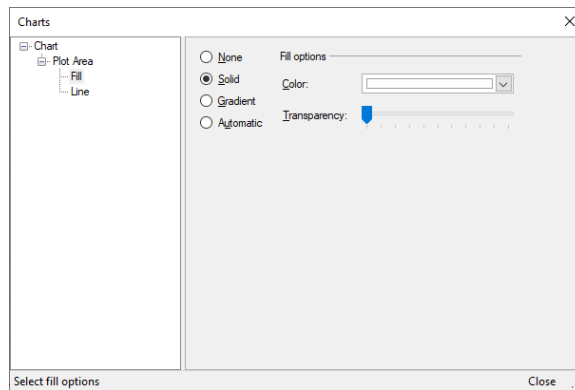 Charts
Chart
Plot Area
Fill
Line
None
Solid
Gradient
Automatic
Fill options
Color:
Transparency:
Select fill options
Close